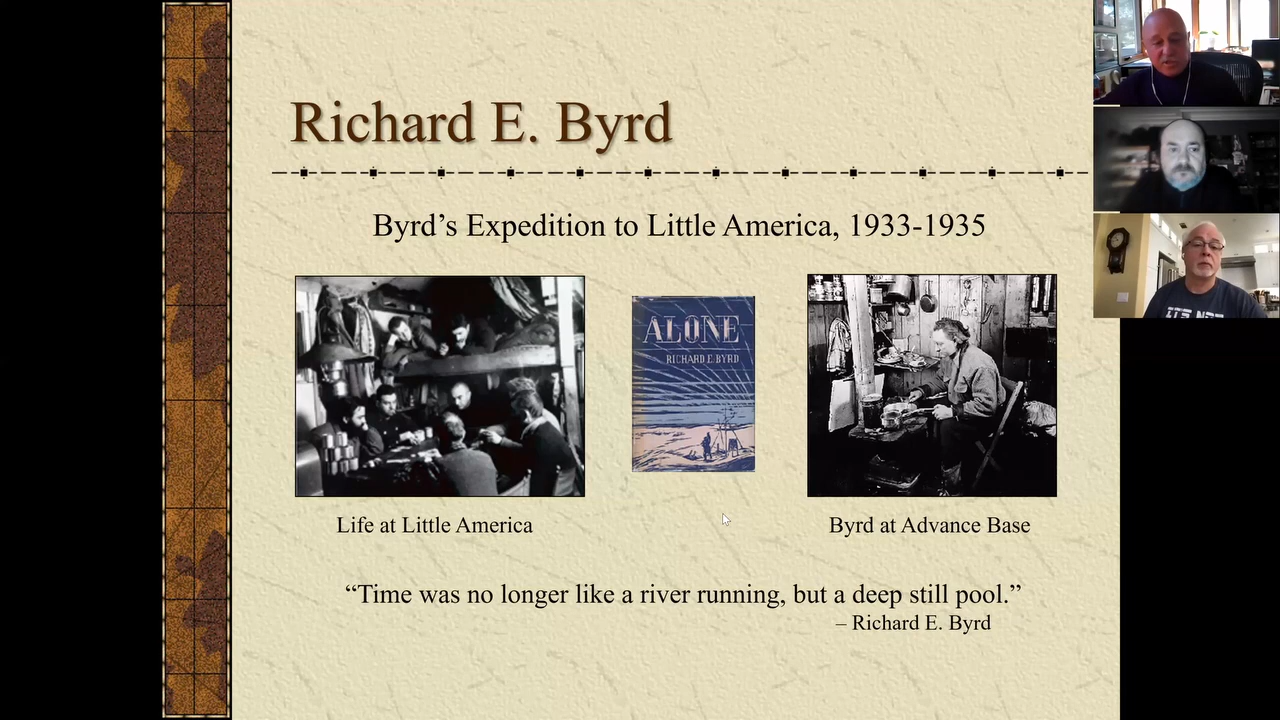 Richard E. Byrd
Byrd’s Expedition to Little America, 1933-1935
ALONE
RICHARD E. BYRD
Life at Little America
Byrd at Advance Base
“Time was no longer like a river running, but a deep still pool.”
– Richard E. Byrd